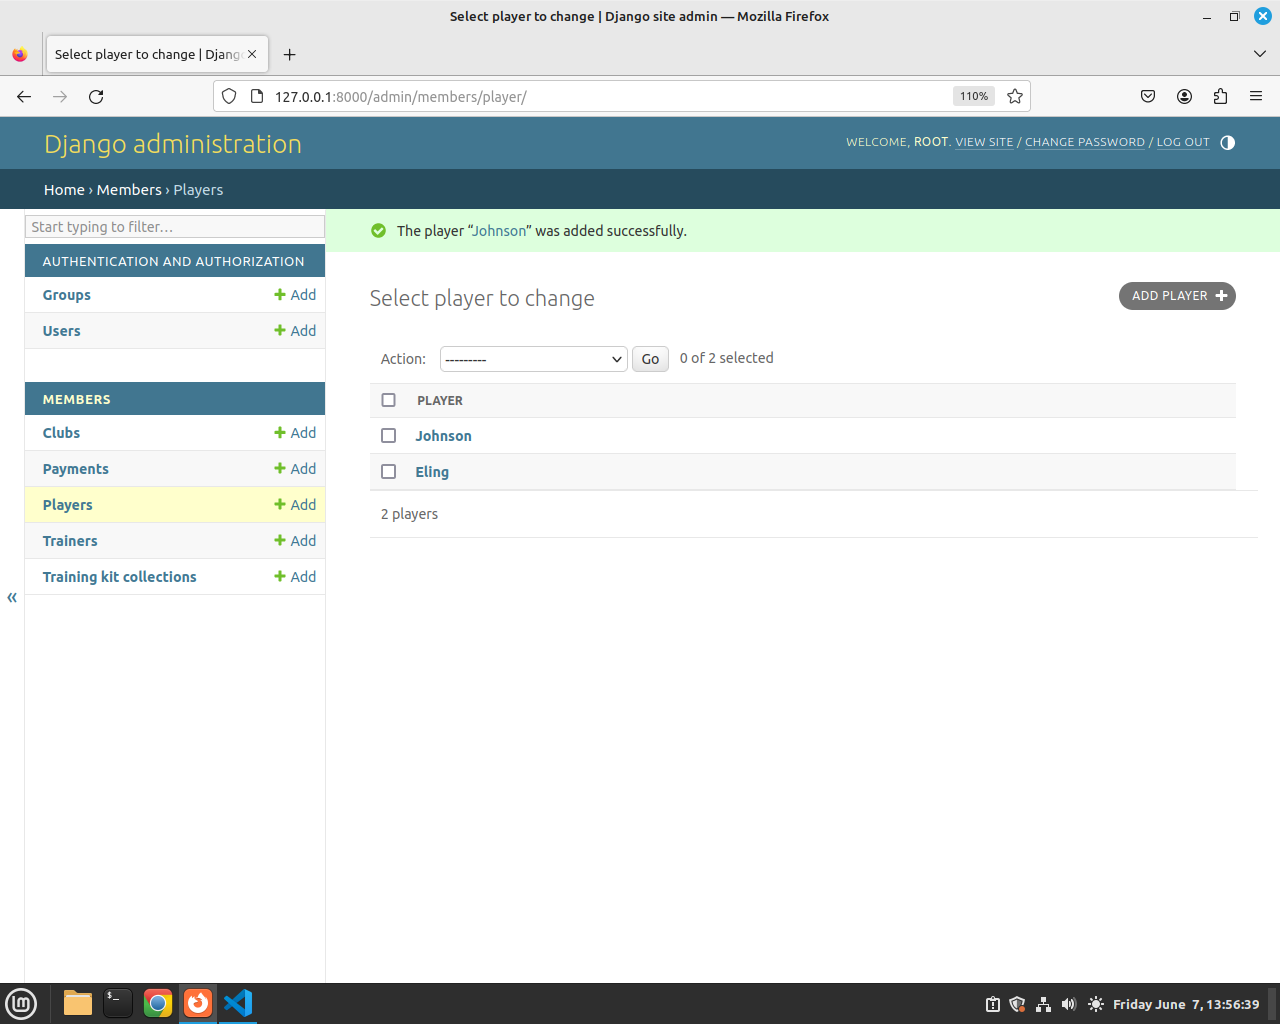 Select player to change | Django site admin — Mozilla Firefox
Select player to change | Djang
127.0.0.1:8000/admin/members/player/
110%
Django administration
WELCOME, ROOT. VIEW SITE / CHANGE PASSWORD / LOG OUT
Home › Members › Players
Start typing to filter…
The player “Johnson” was added successfully.
AUTHENTICATION AND AUTHORIZATION
Groups
Add
Users
Add
MEMBERS
Clubs
Add
Payments
Add
Players
Add
Trainers
Add
Training kit collections
Add
«
Select player to change
ADD PLAYER
Action:
---------
Go
0 of 2 selected
PLAYER
Johnson
Eling
2 players
Friday June 7, 13:56:39